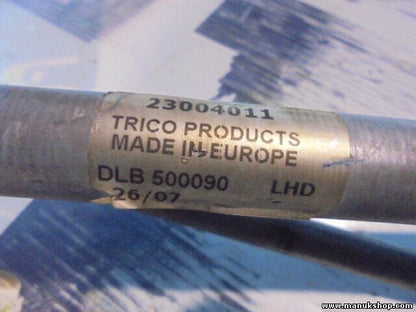 23004011
TRICO PRODUCTS
MADE IN EUROPE
DLB 500090 LHD
26/07
www.manukshop.com